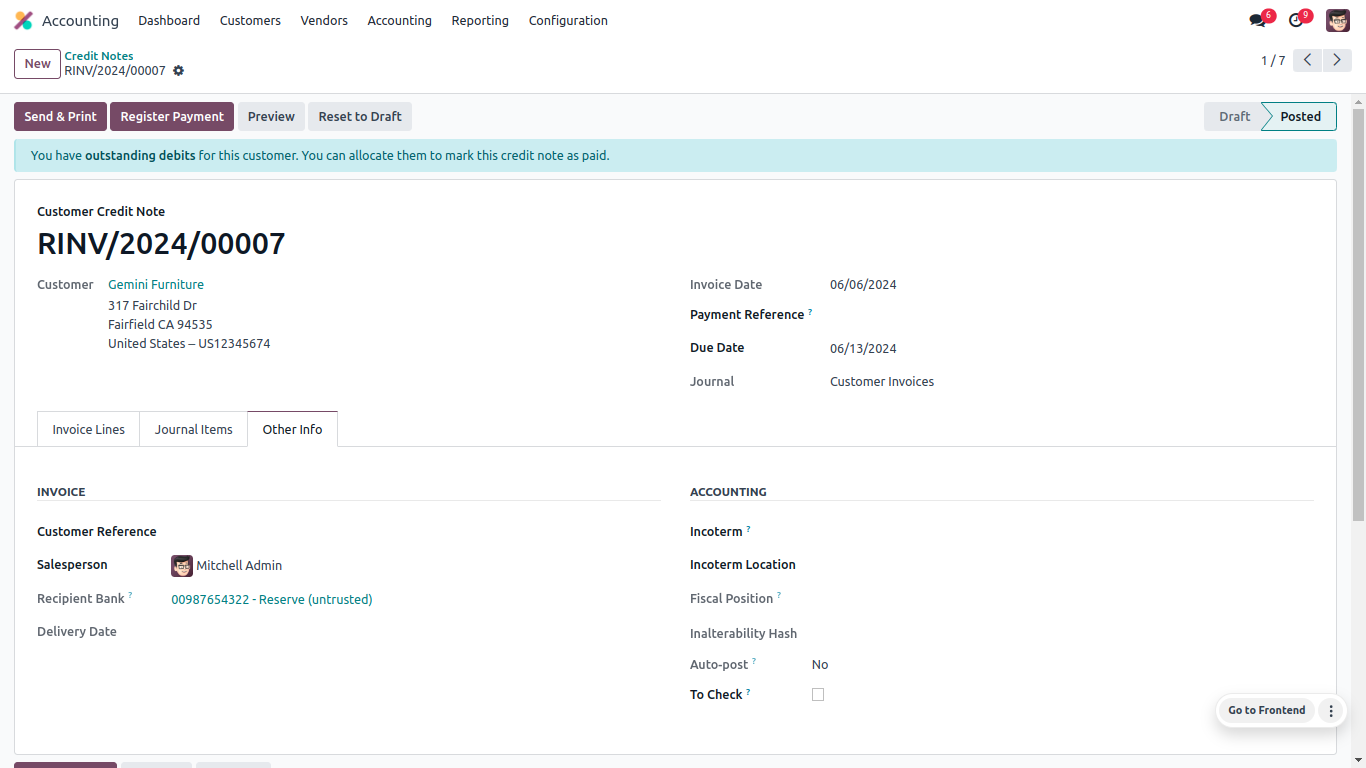 Accounting Dashboard Customers Vendors Accounting Reporting Configuration 6 9
New Credit Notes
RINV/2024/00007
1 / 7
Send & Print Register Payment Preview Reset to Draft Draft Posted
You have outstanding debits for this customer. You can allocate them to mark this credit note as paid.
Customer Credit Note
RINV/2024/00007
Customer Gemini Furniture
317 Fairchild Dr
Fairfield CA 94535
United States – US12345674
Invoice Date 06/06/2024
Payment Reference ?
Due Date 06/13/2024
Journal Customer Invoices
Invoice Lines Journal Items Other Info
INVOICE
Customer Reference
Salesperson Mitchell Admin
Recipient Bank ? 00987654322 - Reserve (untrusted)
Delivery Date
ACCOUNTING
Incoterm ?
Incoterm Location
Fiscal Position ?
Inalterability Hash
Auto-post ? No
To Check ?
Go to Frontend